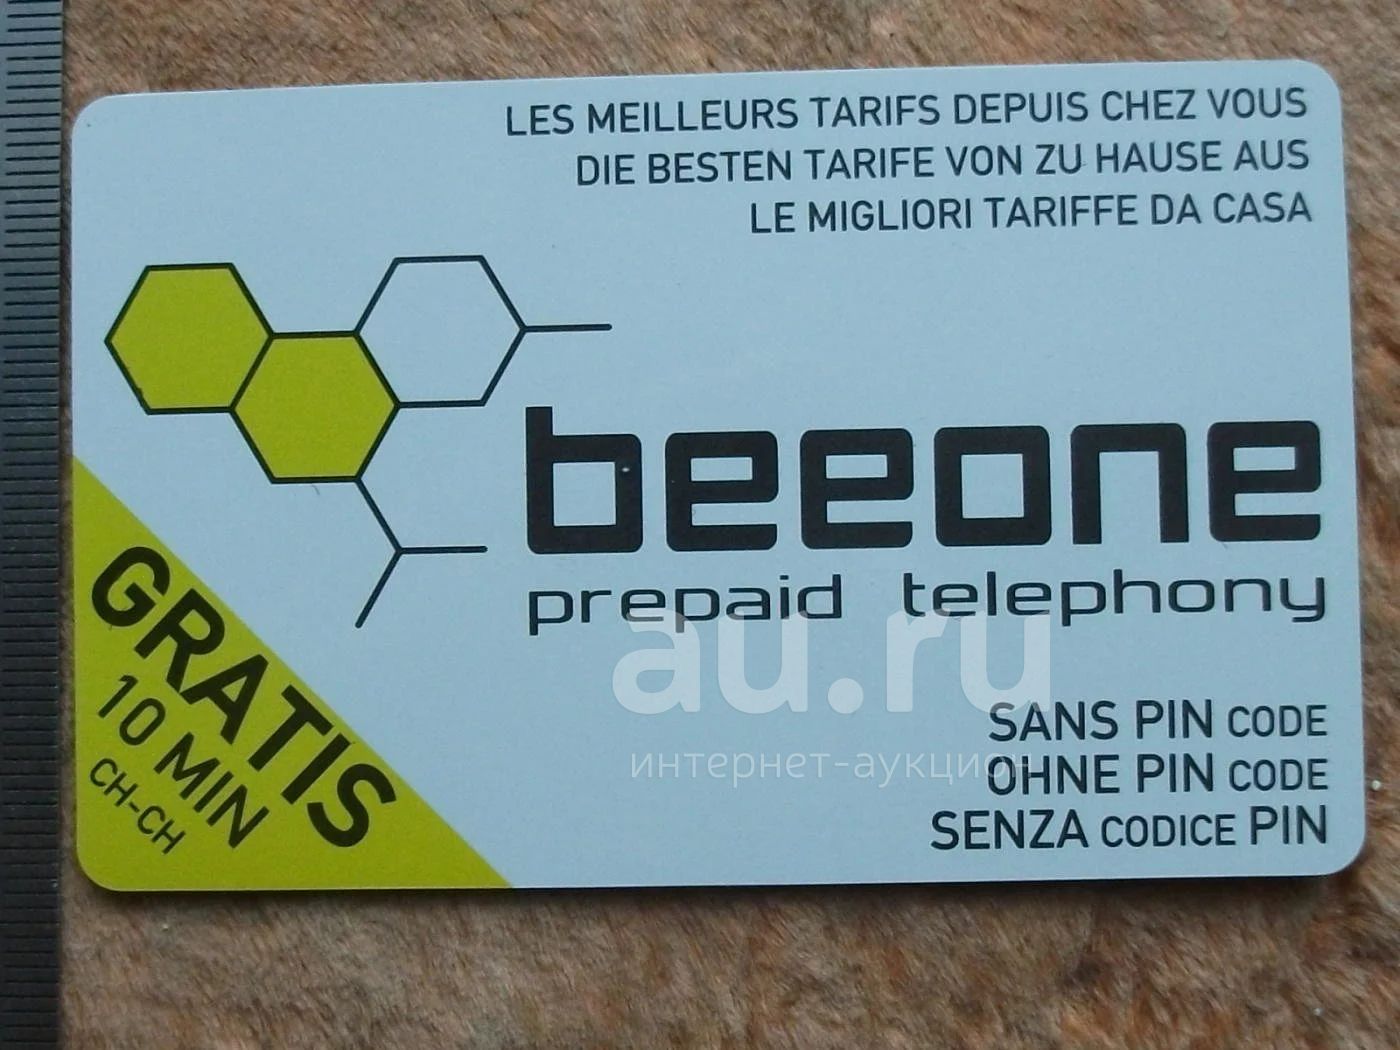 LES MEILLEURS TARIFS DEPUIS CHEZ VOUS
DIE BESTEN TARIFE VON ZU HAUSE AUS
LE MIGLIORI TARIFFE DA CASA
beeone
prepaid telephony
GRATIS
10 MIN
CH-CH
au.ru
интернет-аукцион
SANS PIN CODE
OHNE PIN CODE
SENZA CODICE PIN